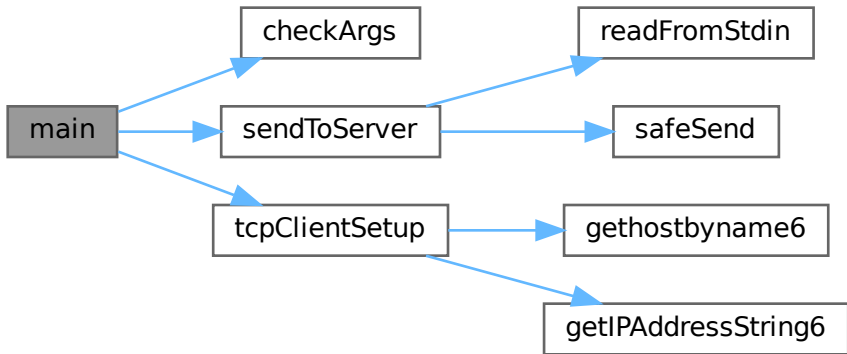 checkArgs
readFromStdin
main
sendToServer
safeSend
tcpClientSetup
gethostbyname6
getIPAddressString6